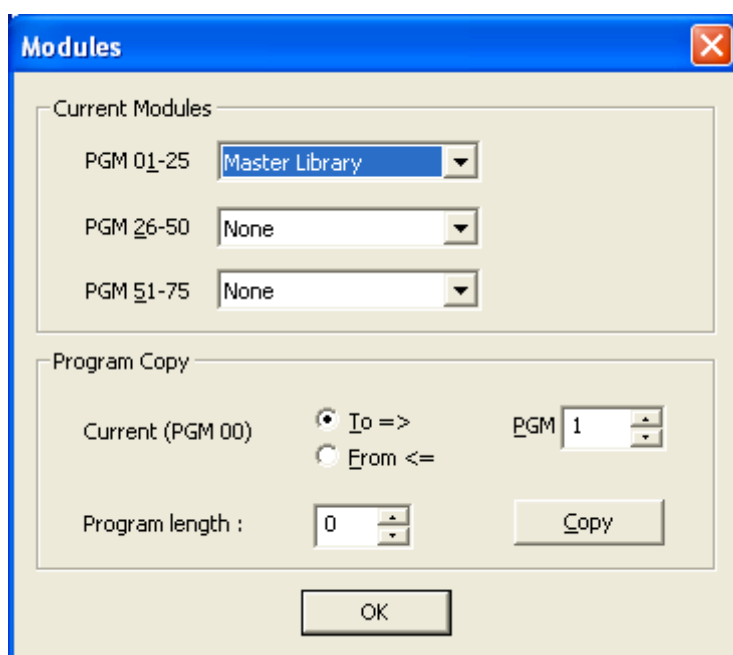 Modules
Current Modules
PGM 01-25 Master Library
PGM 26-50 None
PGM 51-75 None
Program Copy
Current (PGM 00) To => PGM 1
From <=
Program length : 0 Copy
OK